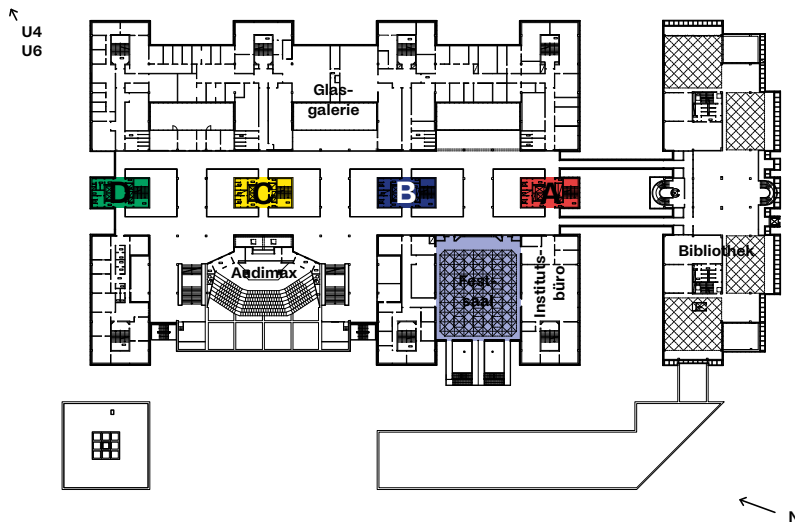 U4
U6
Glas-
galerie
D
C
B
A
Bibliothek
Audimax
Fest-
saal
Instituts-
büro
N